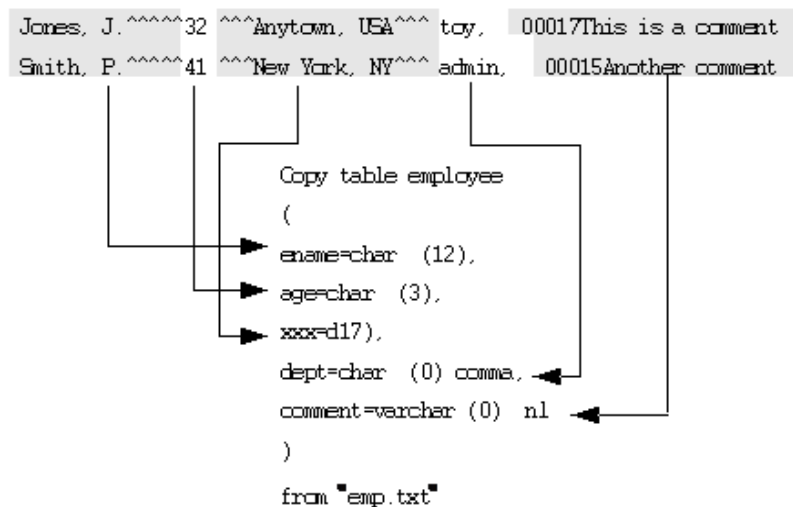 Jones, J.^^^^^32 ^^^Anytown, USA^^^ toy, 00017This is a comment
Smith, P.^^^^^41 ^^^New York, NY^^^ admin, 00015Another comment
Copy table employee
(
ename=char (12),
age=char (3),
xxx=d17),
dept=char (0) comma,
comment=varchar (0) nl
)
from "emp.txt"